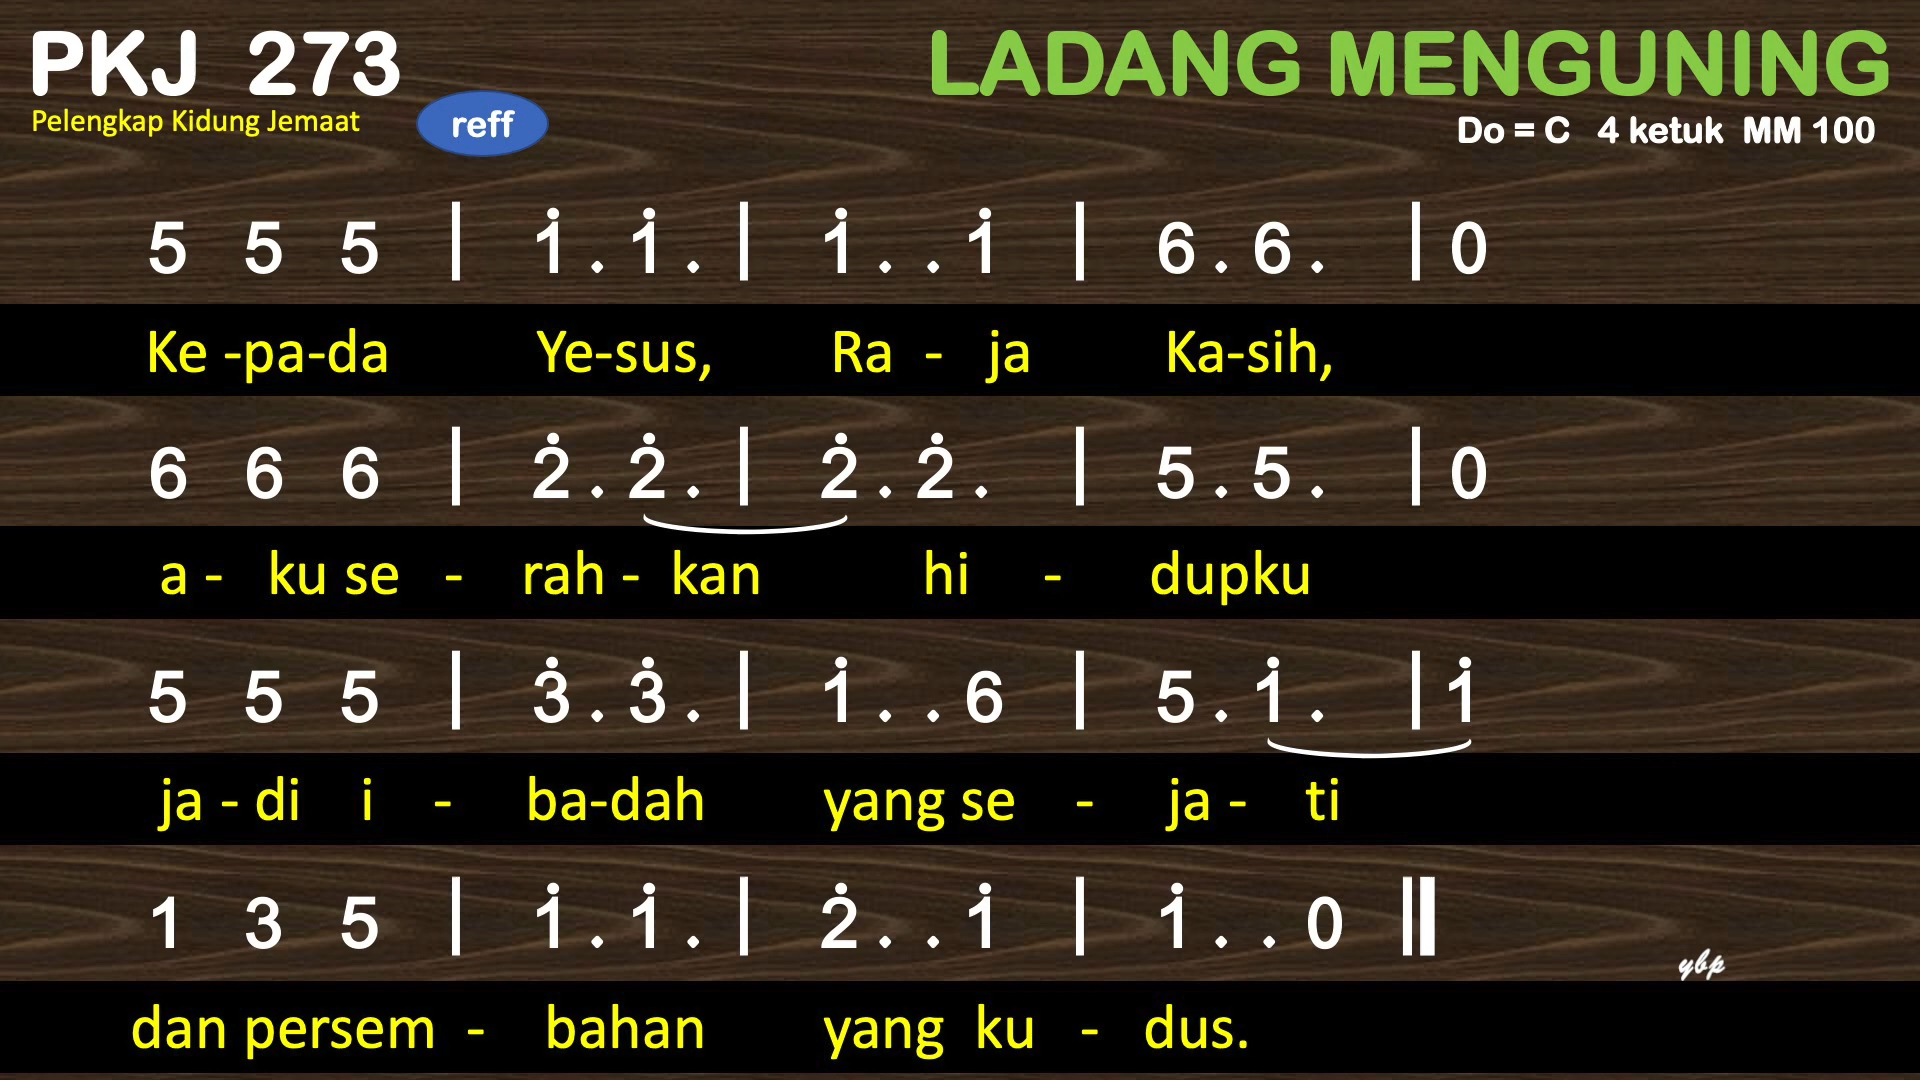 PKJ 273
LADANG MENGUNING
Pelengkap Kidung Jemaat
reff
Do = C 4 ketuk MM 100
5 5 5 | 1̇ . 1̇ . | 1̇ . . 1̇ | 6 . 6 . | 0
Ke -pa-da Ye-sus, Ra - ja Ka-sih,
6 6 6 | 2̇ . 2̇ . | 2̇ . 2̇ . | 5 . 5 . | 0
a - ku se - rah - kan hi - dupku
5 5 5 | 3̇ . 3̇ . | 1̇ . . 6 | 5 . 1̇ . | 1̇
ja - di i - ba-dah yang se - ja - ti
1 3 5 | 1̇ . 1̇ . | 2̇ . . 1̇ | 1̇ . . 0 ||
dan persem - bahan yang ku - dus.
ybp